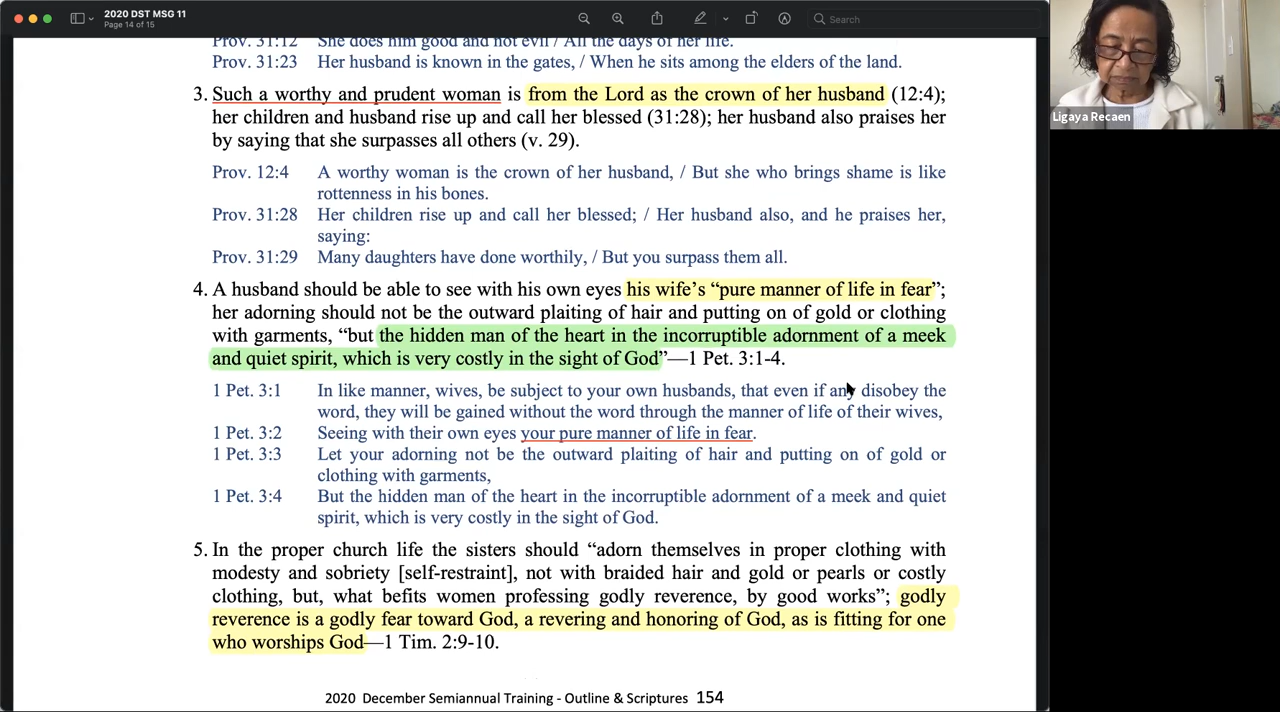 2020 DST MSG 11
Page 14 of 15
Search
Ligaya Recaen
Prov. 31:12 She does him good and not evil / All the days of her life.
Prov. 31:23 Her husband is known in the gates, / When he sits among the elders of the land.
3. Such a worthy and prudent woman is from the Lord as the crown of her husband (12:4);
her children and husband rise up and call her blessed (31:28); her husband also praises her
by saying that she surpasses all others (v. 29).
Prov. 12:4 A worthy woman is the crown of her husband, / But she who brings shame is like
rottenness in his bones.
Prov. 31:28 Her children rise up and call her blessed; / Her husband also, and he praises her,
saying:
Prov. 31:29 Many daughters have done worthily, / But you surpass them all.
4. A husband should be able to see with his own eyes his wife’s “pure manner of life in fear”;
her adorning should not be the outward plaiting of hair and putting on of gold or clothing
with garments, “but the hidden man of the heart in the incorruptible adornment of a meek
and quiet spirit, which is very costly in the sight of God”—1 Pet. 3:1-4.
1 Pet. 3:1 In like manner, wives, be subject to your own husbands, that even if any disobey the
word, they will be gained without the word through the manner of life of their wives,
1 Pet. 3:2 Seeing with their own eyes your pure manner of life in fear.
1 Pet. 3:3 Let your adorning not be the outward plaiting of hair and putting on of gold or
clothing with garments,
1 Pet. 3:4 But the hidden man of the heart in the incorruptible adornment of a meek and quiet
spirit, which is very costly in the sight of God.
5. In the proper church life the sisters should “adorn themselves in proper clothing with
modesty and sobriety [self-restraint], not with braided hair and gold or pearls or costly
clothing, but, what befits women professing godly reverence, by good works”; godly
reverence is a godly fear toward God, a revering and honoring of God, as is fitting for one
who worships God—1 Tim. 2:9-10.
2020 December Semiannual Training - Outline & Scriptures 154